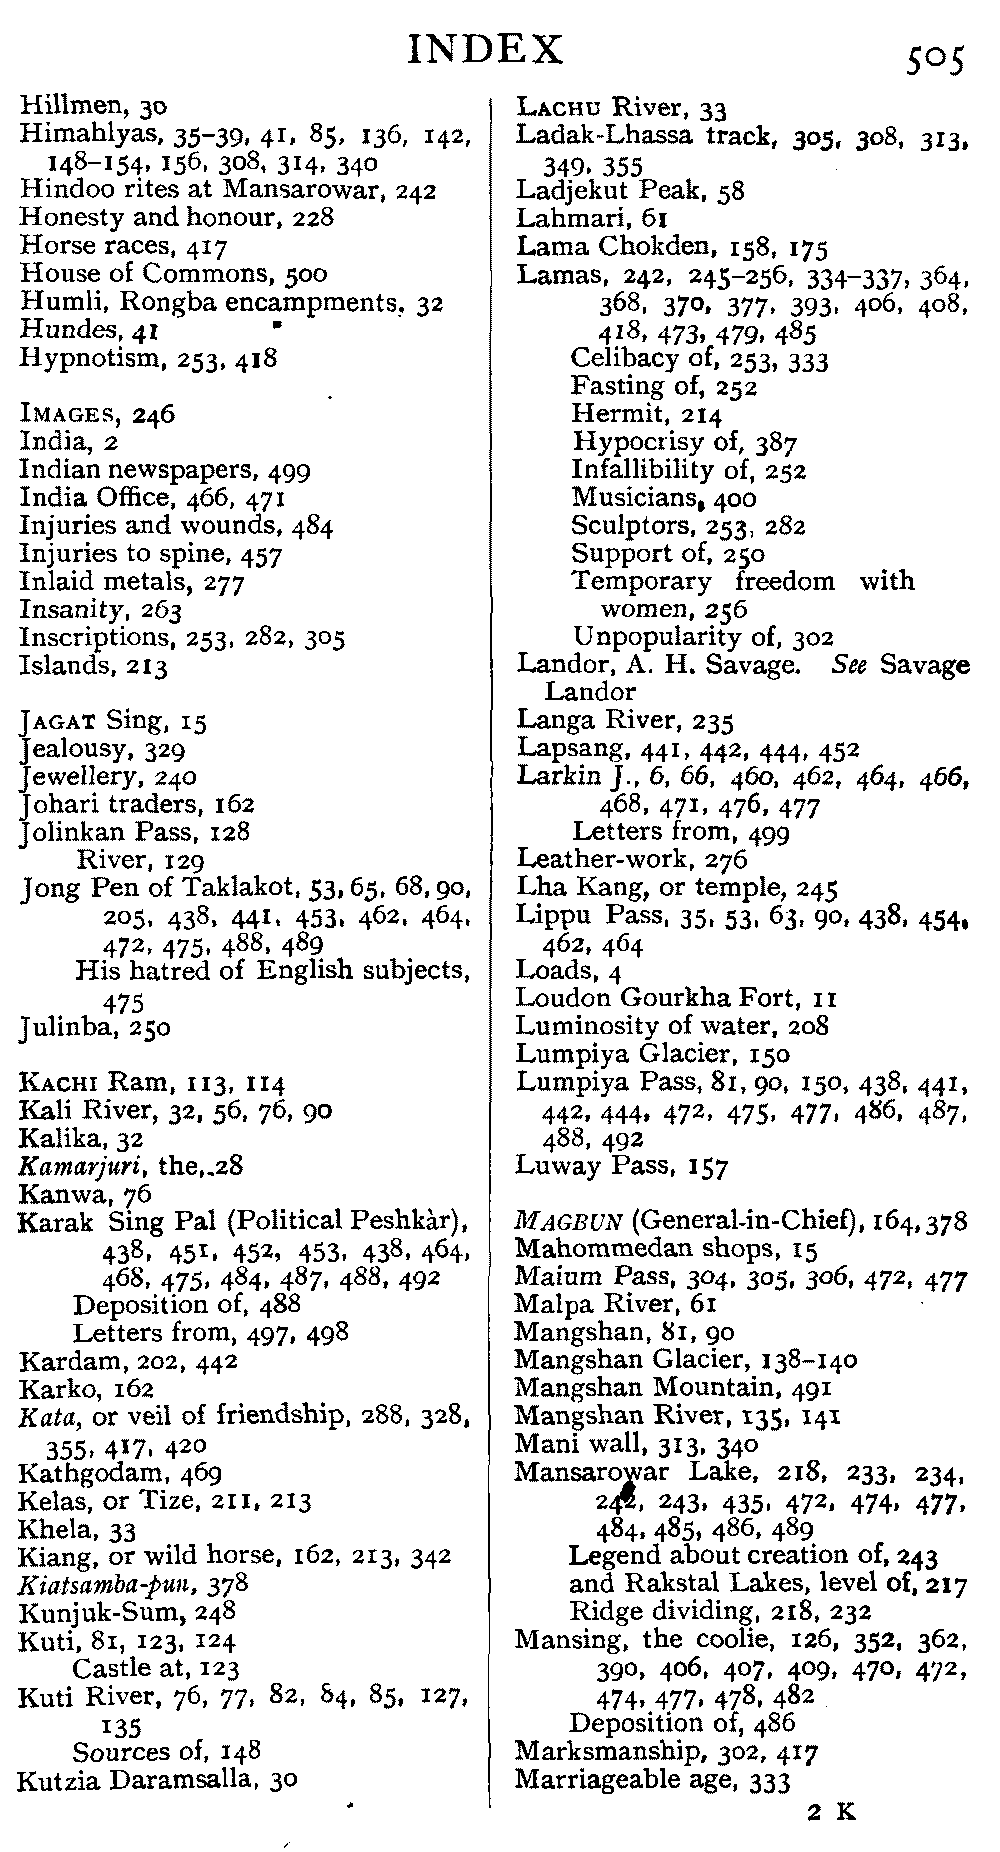 INDEX
505
Hillmen, 30
Himahlyas, 35–39, 41, 85, 136, 142,
148–154, 156, 308, 314, 340
Hindoo rites at Mansarowar, 242
Honesty and honour, 228
Horse races, 417
House of Commons, 500
Humli, Rongba encampments, 32
Hundes, 41
Hypnotism, 253, 418
IMAGES, 246
India, 2
Indian newspapers, 499
India Office, 466, 471
Injuries and wounds, 484
Injuries to spine, 457
Inlaid metals, 277
Insanity, 263
Inscriptions, 253, 282, 305
Islands, 213
JAGAT Sing, 15
Jealousy, 329
Jewellery, 240
Johari traders, 162
Jolinkan Pass, 128
River, 129
Jong Pen of Taklakot, 53, 65, 68, 90,
205, 438, 441, 453, 462, 464,
472, 475, 488, 489
His hatred of English subjects,
475
Julinba, 250
KACHI Ram, 113, 114
Kali River, 32, 56, 76, 90
Kalika, 32
Kamarjuri, the, 28
Kanwa, 76
Karak Sing Pal (Political Peshkàr),
438, 451, 452, 453, 438, 464,
468, 475, 484, 487, 488, 492
Deposition of, 488
Letters from, 497, 498
Kardam, 202, 442
Karko, 162
Kata, or veil of friendship, 288, 328,
355, 417, 420
Kathgodam, 469
Kelas, or Tize, 211, 213
Khela, 33
Kiang, or wild horse, 162, 213, 342
Kiatsamba-pun, 378
Kunjuk-Sum, 248
Kuti, 81, 123, 124
Castle at, 123
Kuti River, 76, 77, 82, 84, 85, 127,
135
Sources of, 148
Kutzia Daramsalla, 30
LACHU River, 33
Ladak-Lhassa track, 305, 308, 313,
349, 355
Ladjekut Peak, 58
Lahmari, 61
Lama Chokden, 158, 175
Lamas, 242, 245–256, 334–337, 364,
368, 370, 377, 393, 406, 408,
418, 473, 479, 485
Celibacy of, 253, 333
Fasting of, 252
Hermit, 214
Hypocrisy of, 387
Infallibility of, 252
Musicians, 400
Sculptors, 253, 282
Support of, 250
Temporary freedom with
women, 256
Unpopularity of, 302
Landor, A. H. Savage. See Savage
Landor
Langa River, 235
Lapsang, 441, 442, 444, 452
Larkin J., 6, 66, 460, 462, 464, 466,
468, 471, 476, 477
Letters from, 499
Leather-work, 276
Lha Kang, or temple, 245
Lippu Pass, 35, 53, 63, 90, 438, 454,
462, 464
Loads, 4
Loudon Gourkha Fort, 11
Luminosity of water, 208
Lumpiya Glacier, 150
Lumpiya Pass, 81, 90, 150, 438, 441,
442, 444, 472, 475, 477, 486, 487,
488, 492
Luway Pass, 157
MAGBUN (General-in-Chief), 164, 378
Mahommedan shops, 15
Maium Pass, 304, 305, 306, 472, 477
Malpa River, 61
Mangshan, 81, 90
Mangshan Glacier, 138–140
Mangshan Mountain, 491
Mangshan River, 135, 141
Mani wall, 313, 340
Mansarowar Lake, 218, 233, 234,
242, 243, 435, 472, 474, 477,
484, 485, 486, 489
Legend about creation of, 243
and Rakstal Lakes, level of, 217
Ridge dividing, 218, 232
Mansing, the coolie, 126, 352, 362,
390, 406, 407, 409, 470, 472,
474, 477, 478, 482
Deposition of, 486
Marksmanship, 302, 417
Marriageable age, 333
2 K